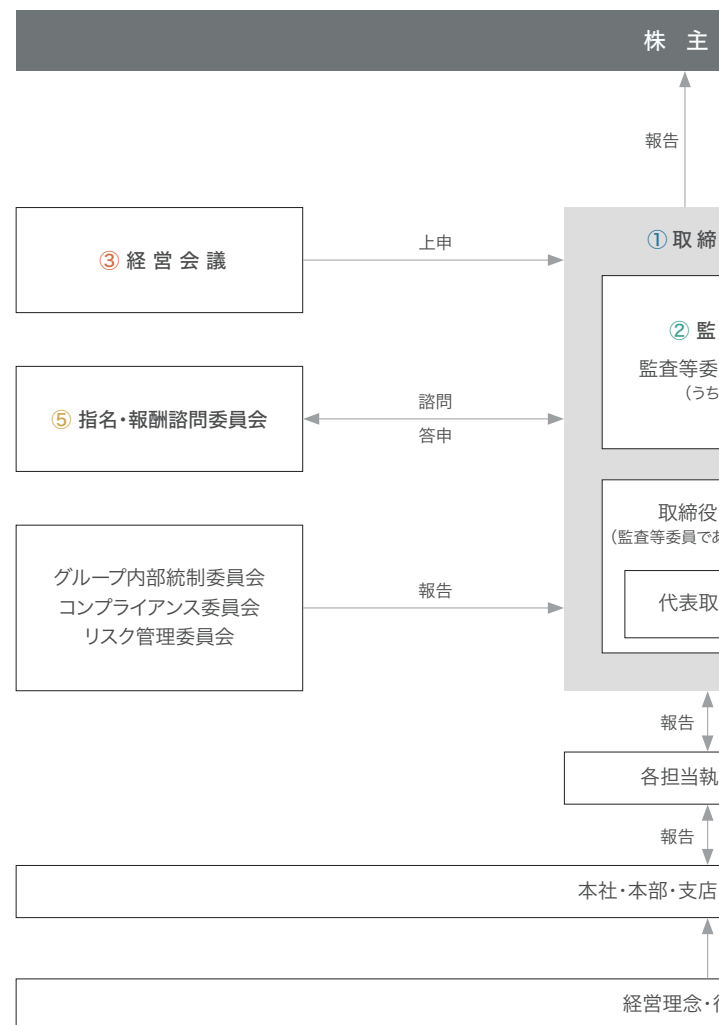 株主
報告
③ 経営会議
上申
① 取締
② 監
監査等委
（うち
⑤ 指名・報酬諮問委員会
諮問
答申
取締役
（監査等委員であ
代表取
グループ内部統制委員会
コンプライアンス委員会
リスク管理委員会
報告
報告
各担当執
報告
本社・本部・支店
経営理念・行